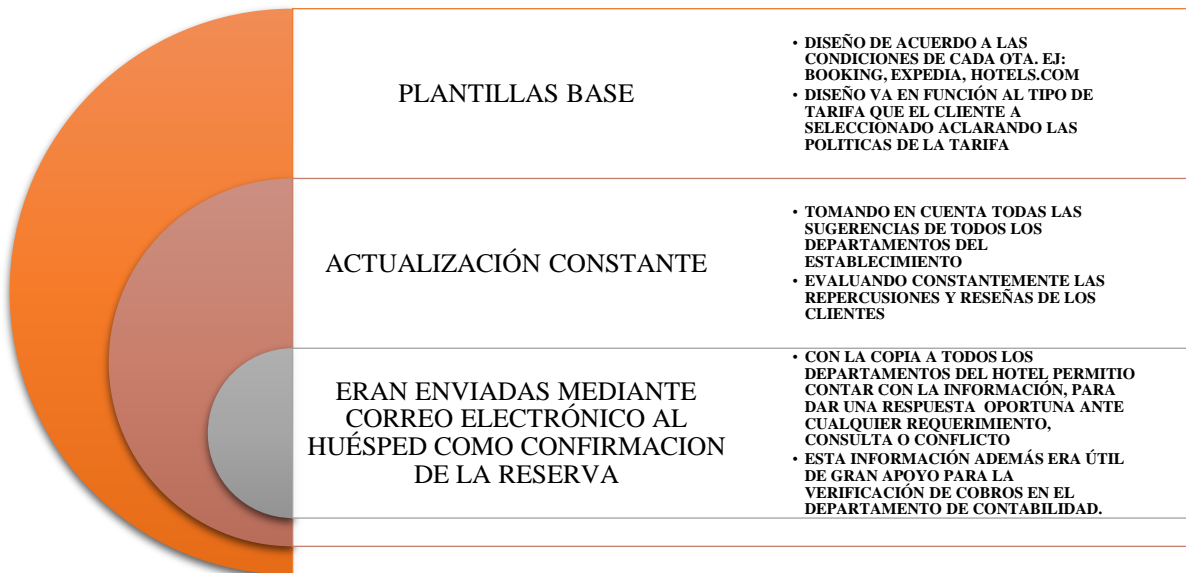 PLANTILLAS BASE
• DISEÑO DE ACUERDO A LAS
CONDICIONES DE CADA OTA. EJ:
BOOKING, EXPEDIA, HOTELS.COM
• DISEÑO VA EN FUNCIÓN AL TIPO DE
TARIFA QUE EL CLIENTE A
SELECCIONADO ACLARANDO LAS
POLITICAS DE LA TARIFA
ACTUALIZACIÓN CONSTANTE
• TOMANDO EN CUENTA TODAS LAS
SUGERENCIAS DE TODOS LOS
DEPARTAMENTOS DEL
ESTABLECIMIENTO
• EVALUANDO CONSTANTEMENTE LAS
REPERCUSIONES Y RESEÑAS DE LOS
CLIENTES
ERAN ENVIADAS MEDIANTE
CORREO ELECTRÓNICO AL
HUÉSPED COMO CONFIRMACION
DE LA RESERVA
• CON LA COPIA A TODOS LOS
DEPARTAMENTOS DEL HOTEL PERMITIO
CONTAR CON LA INFORMACIÓN, PARA
DAR UNA RESPUESTA OPORTUNA ANTE
CUALQUIER REQUERIMIENTO,
CONSULTA O CONFLICTO
• ESTA INFORMACIÓN ADEMÁS ERA ÚTIL
DE GRAN APOYO PARA LA
VERIFICACIÓN DE COBROS EN EL
DEPARTAMENTO DE CONTABILIDAD.